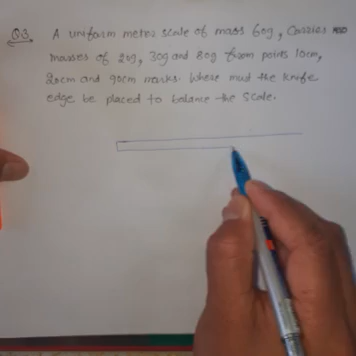 Q3. A uniform metre scale of mass 60g, carries
masses of 20g, 30g and 80g from points 10cm,
20cm and 90cm marks. Where must the knife
edge be placed to balance the scale.